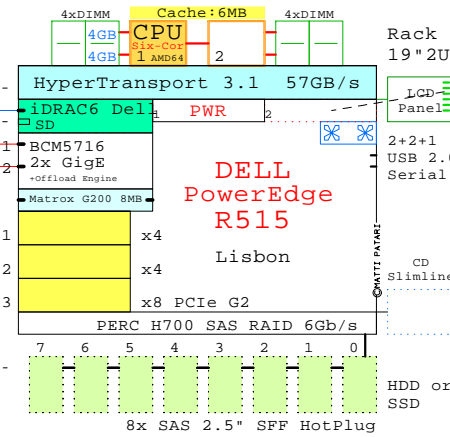 4xDIMM Cache:6MB 4xDIMM
4GB CPU
Six-Cor
4GB 1 AMD64 2
Rack
19"2U
HyperTransport 3.1 57GB/s
LCD
Panel
iDRAC6 Dell
SD
1 PWR 2
BCM5716
2x GigE
+Offload Engine
1
2
2+2+1
USB 2.0
Serial
DELL
PowerEdge
R515
Matrox G200 8MB
Lisbon
1 x4
2 x4
3 x8 PCIe G2
©MATTI PATARI
CD
Slimline
PERC H700 SAS RAID 6Gb/s
7 6 5 4 3 2 1 0
HDD or
SSD
8x SAS 2.5" SFF HotPlug